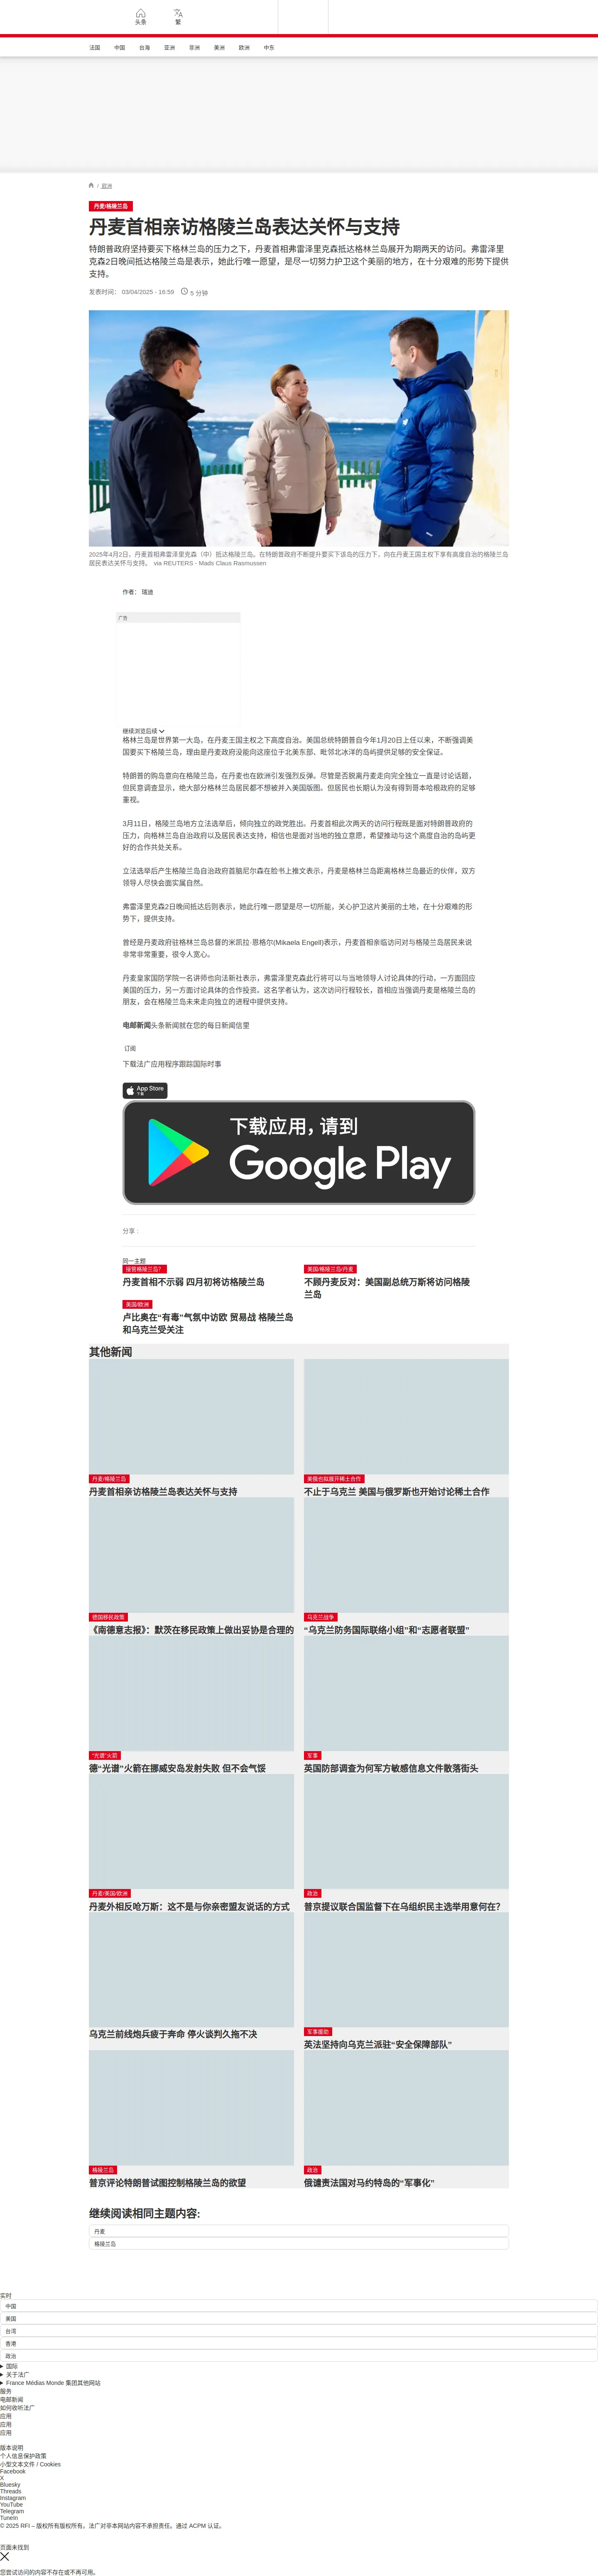 头条
繁
法国 中国 台海 亚洲 非洲 美洲 欧洲 中东
/ 欧洲
丹麦/格陵兰岛
丹麦首相亲访格陵兰岛表达关怀与支持
特朗普政府坚持要买下格林兰岛的压力之下，丹麦首相弗雷泽里克森抵达格林兰岛展开为期两天的访问。弗雷泽里
克森2日晚间抵达格陵兰岛是表示，她此行唯一愿望，是尽一切努力护卫这个美丽的地方，在十分艰难的形势下提供
支持。
发表时间： 03/04/2025 - 16:59 5 分钟
2025年4月2日，丹麦首相弗雷泽里克森（中）抵达格陵兰岛。在特朗普政府不断提升要买下该岛的压力下，向在丹麦王国主权下享有高度自治的格陵兰岛
居民表达关怀与支持。 via REUTERS - Mads Claus Rasmussen
作者： 瑞迪
广告
继续浏览后续
格林兰岛是世界第一大岛，在丹麦王国主权之下高度自治。美国总统特朗普自今年1月20日上任以来，不断强调美
国要买下格陵兰岛，理由是丹麦政府没能向这座位于北美东部、毗邻北冰洋的岛屿提供足够的安全保证。
特朗普的购岛意向在格陵兰岛，在丹麦也在欧洲引发强烈反弹。尽管是否脱离丹麦走向完全独立一直是讨论话题，
但民意调查显示，绝大部分格林兰岛居民都不想被并入美国版图。但居民也长期认为没有得到哥本哈根政府的足够
重视。
3月11日，格陵兰岛地方立法选举后，倾向独立的政党胜出。丹麦首相此次两天的访问行程既是面对特朗普政府的
压力，向格林兰岛自治政府以及居民表达支持，相信也是面对当地的独立意愿，希望推动与这个高度自治的岛屿更
好的合作共处关系。
立法选举后产生格陵兰岛自治政府首脑尼尔森在脸书上推文表示，丹麦是格林兰岛距离格林兰岛最近的伙伴，双方
领导人尽快会面实属自然。
弗雷泽里克森2日晚间抵达后则表示，她此行唯一愿望是尽一切所能，关心护卫这片美丽的土地，在十分艰难的形
势下，提供支持。
曾经是丹麦政府驻格林兰岛总督的米凯拉·恩格尔(Mikaela Engell)表示，丹麦首相亲临访问对与格陵兰岛居民来说
非常非常重要，很令人宽心。
丹麦皇家国防学院一名讲师也向法新社表示，弗雷泽里克森此行将可以与当地领导人讨论具体的行动，一方面回应
美国的压力，另一方面讨论具体的合作投资。这名学者认为，这次访问行程较长，首相应当强调丹麦是格陵兰岛的
朋友，会在格陵兰岛未来走向独立的进程中提供支持。
电邮新闻头条新闻就在您的每日新闻信里
订阅
下载法广应用程序跟踪国际时事
App Store
下载
下载应用，请到
Google Play
分享 :
同一主题
接管格陵兰岛？
丹麦首相不示弱 四月初将访格陵兰岛
美国/格陵兰岛/丹麦
不顾丹麦反对：美国副总统万斯将访问格陵
兰岛
美国/欧洲
卢比奥在“有毒”气氛中访欧 贸易战 格陵兰岛
和乌克兰受关注
其他新闻
丹麦/格陵兰岛
丹麦首相亲访格陵兰岛表达关怀与支持
美俄也拟展开稀土合作
不止于乌克兰 美国与俄罗斯也开始讨论稀土合作
德国移民政策
《南德意志报》：默茨在移民政策上做出妥协是合理的
乌克兰战争
“乌克兰防务国际联络小组”和“志愿者联盟”
“光谱”火箭
德“光谱”火箭在挪威安岛发射失败 但不会气馁
军事
英国防部调查为何军方敏感信息文件散落街头
丹麦/美国/欧洲
丹麦外相反呛万斯：这不是与你亲密盟友说话的方式
政治
普京提议联合国监督下在乌组织民主选举用意何在？
乌克兰前线炮兵疲于奔命 停火谈判久拖不决
军事援助
英法坚持向乌克兰派驻“安全保障部队”
格陵兰岛
普京评论特朗普试图控制格陵兰岛的欲望
政治
俄谴责法国对马约特岛的“军事化”
继续阅读相同主题内容:
丹麦
格陵兰岛
实时
中国
美国
台湾
香港
政治
国际
关于法广
France Médias Monde 集团其他网站
服务
电邮新闻
如何收听法广
应用
应用
应用
版本说明
个人信息保护政策
小型文本文件 / Cookies
Facebook
X
Bluesky
Threads
Instagram
YouTube
Telegram
TuneIn
© 2025 RFI – 版权所有版权所有。法广对非本网站内容不承担责任。通过 ACPM 认证。
页面未找到
您尝试访问的内容不存在或不再可用。